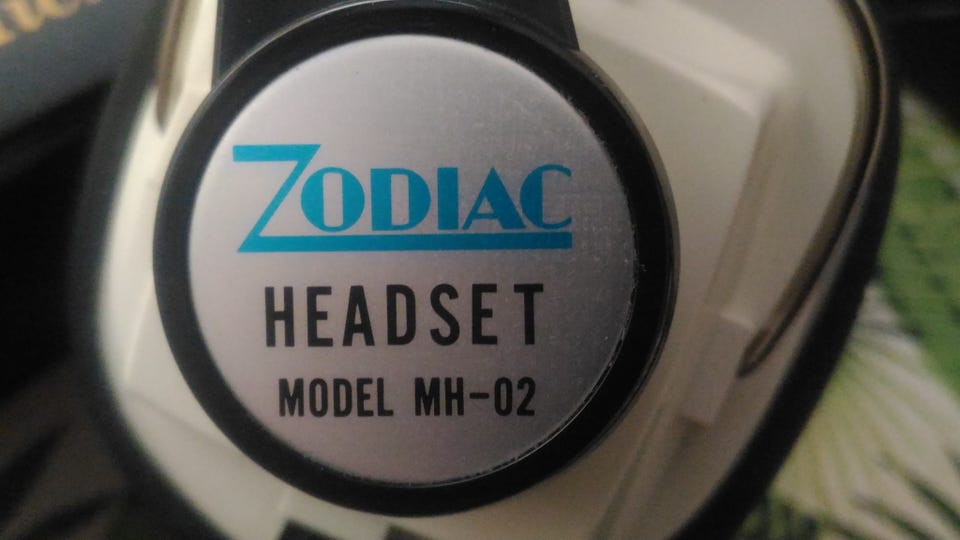 ZODIAC
HEADSET
MODEL MH-02